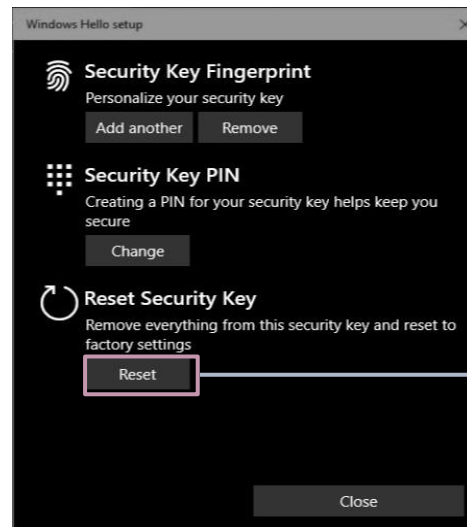 Windows Hello setup
Security Key Fingerprint
Personalize your security key
Add another Remove
Security Key PIN
Creating a PIN for your security key helps keep you
secure
Change
Reset Security Key
Remove everything from this security key and reset to
factory settings
Reset
Close